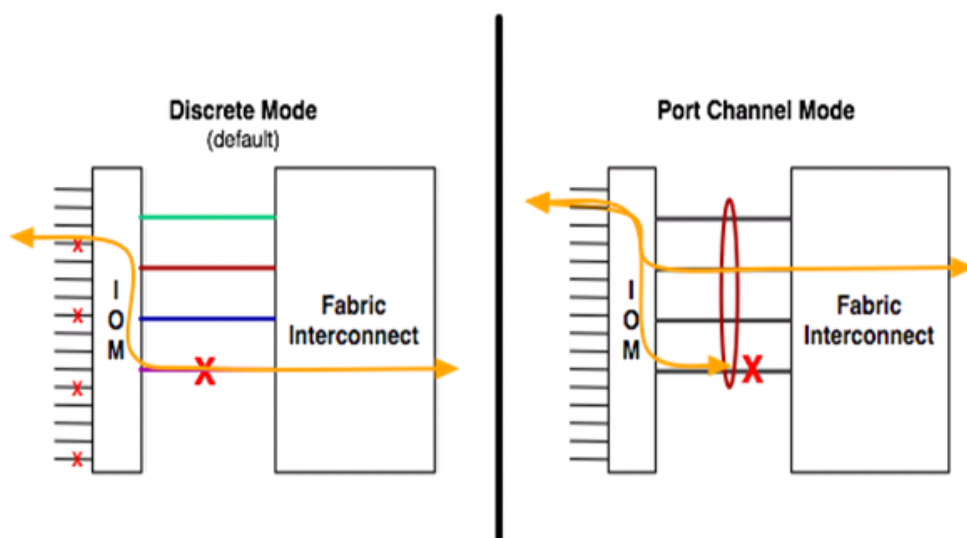 Discrete Mode
(default)
I
O
M
Fabric
Interconnect
X
X
X
X
X
Port Channel Mode
I
O
M
Fabric
Interconnect
X